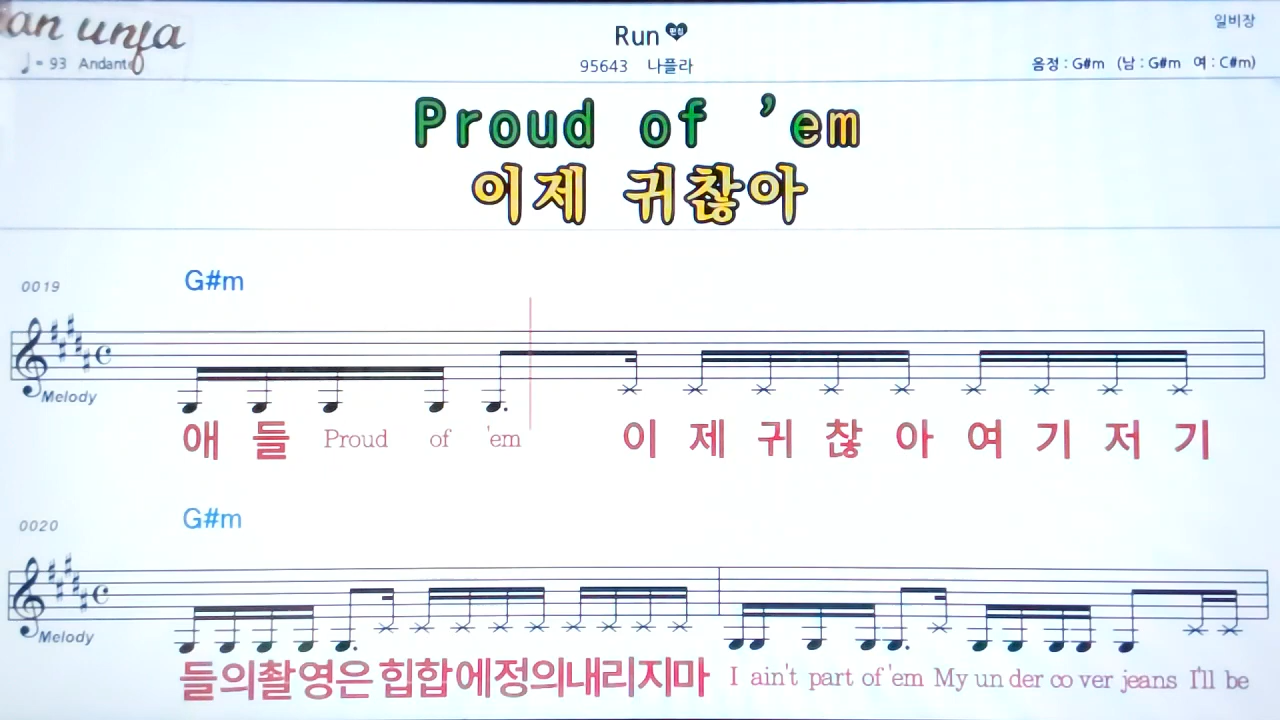 an unfa
Run 편집
일비장
♩= 93 Andante
95643 나플라
음정 : G#m (남 : G#m 여 : C#m)
Proud of ’em
이제 귀찮아
0019
G#m
Melody
애 들 Proud of 'em 이 제 귀 찮 아 여 기 저 기
0020
G#m
Melody
들의촬영은 힙합에정의내리지마 I ain't part of 'em My un der co ver jeans I'll be